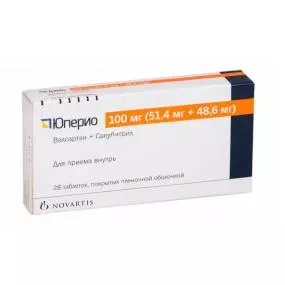 Юперио
100 мг (51,4 мг + 48,6 мг)
Валсартан + Сакубитрил
Для приема внутрь
28 таблеток, покрытых пленочной оболочкой
NOVARTIS